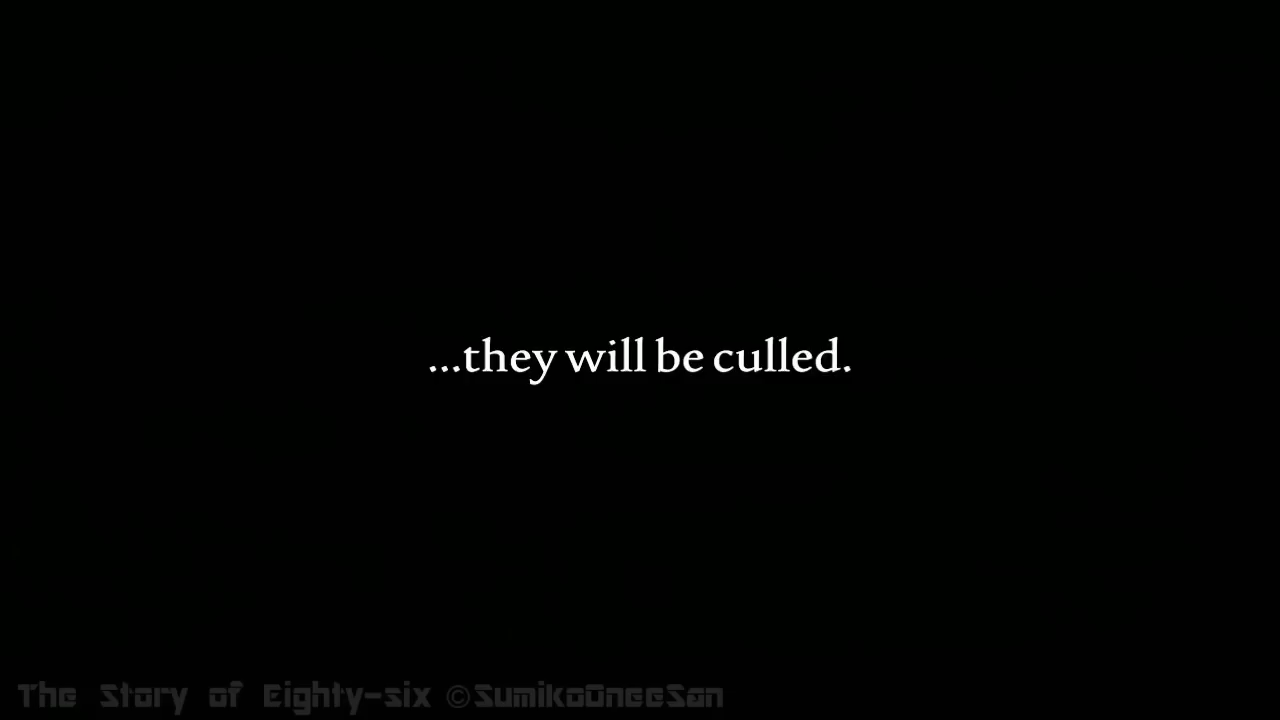 ...they will be culled.
The Story of Eighty-six ©SumikoOneeSan